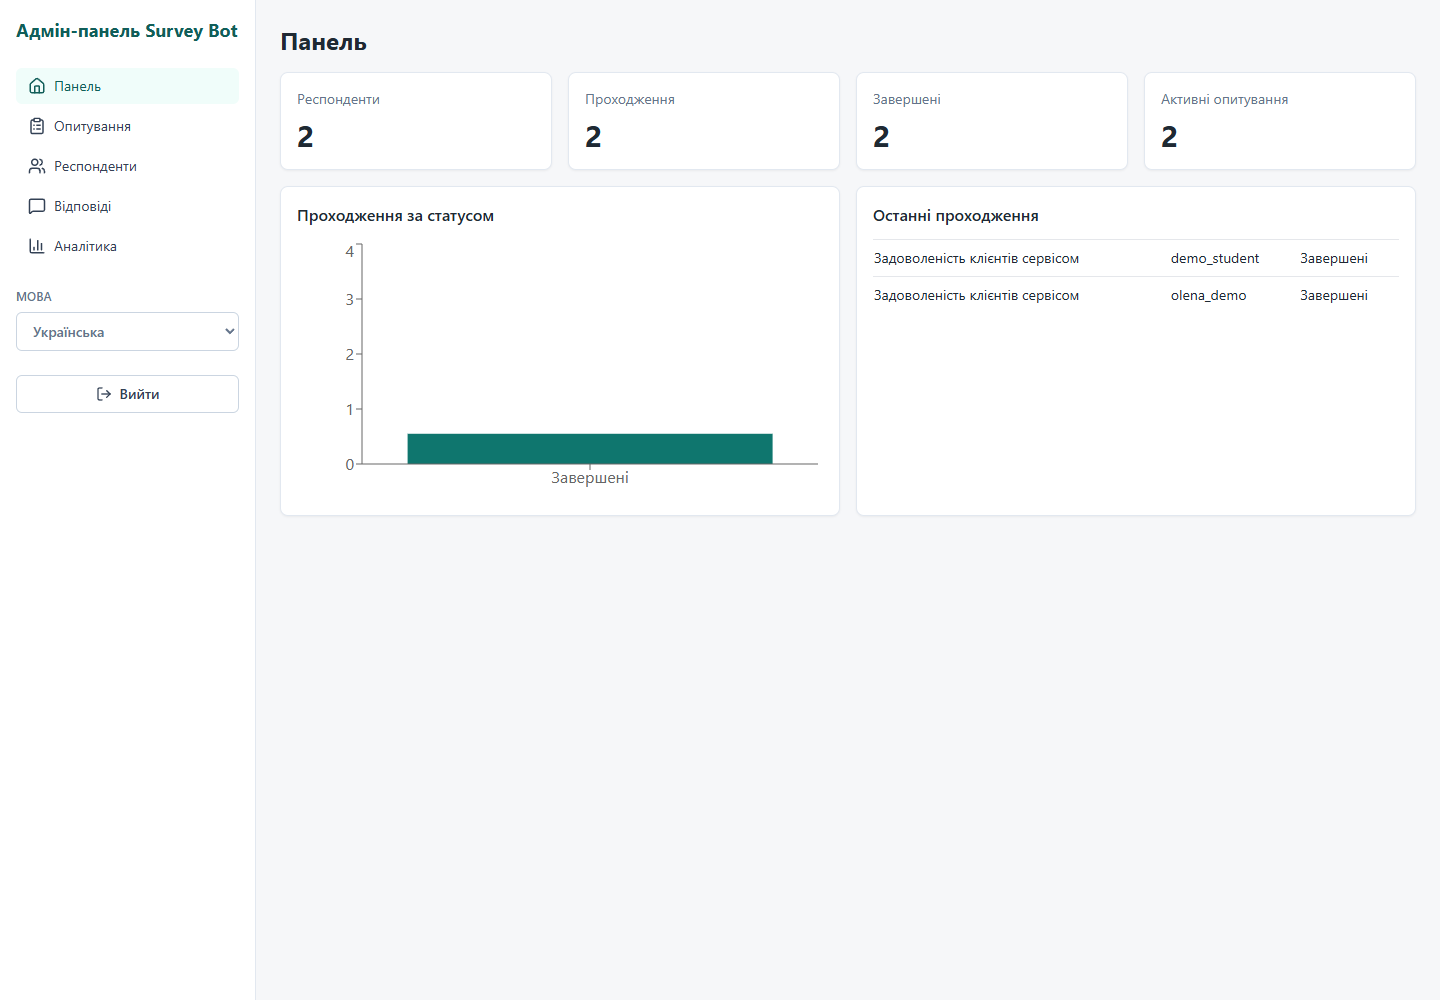 Адмін-панель Survey Bot
Панель
Опитування
Респонденти
Відповіді
Аналітика
МОВА
Українська
Вийти
Панель
Респонденти
2
Проходження
2
Завершені
2
Активні опитування
2
Проходження за статусом
4
3
2
1
0
Завершені
Останні проходження
Задоволеність клієнтів сервісом demo_student Завершені
Задоволеність клієнтів сервісом olena_demo Завершені